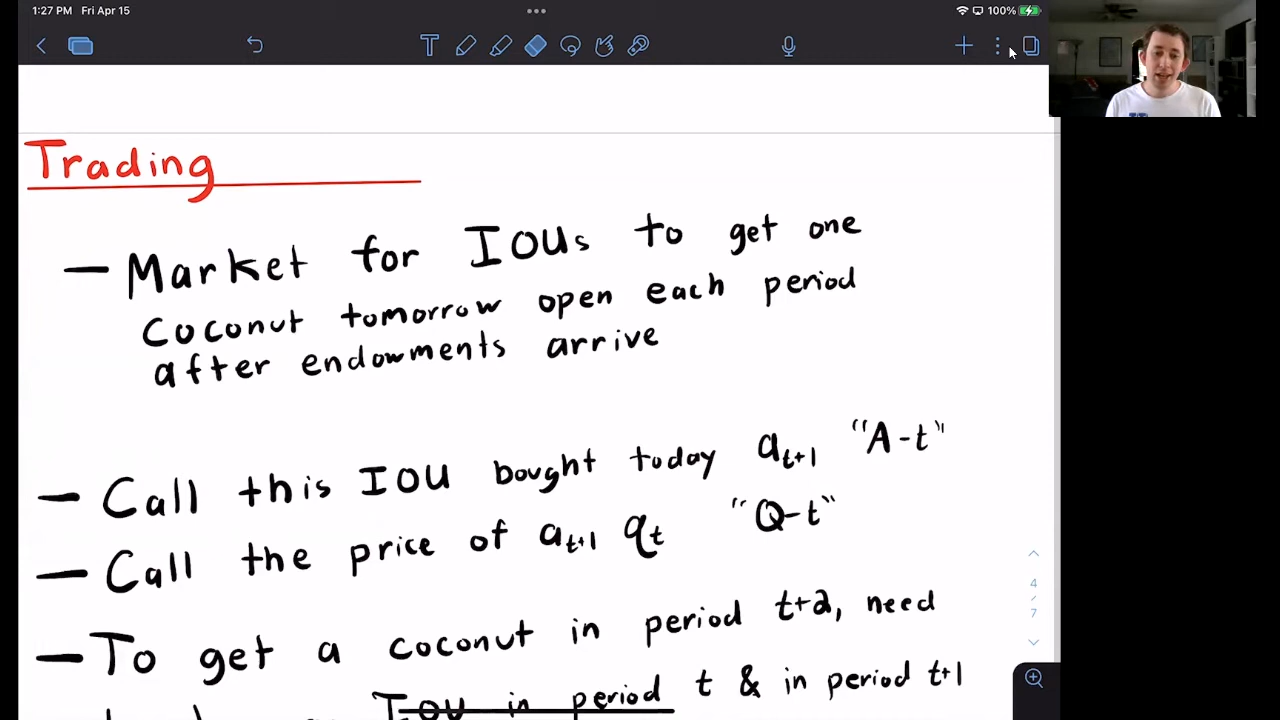 1:27 PM Fri Apr 15
100%
Trading
— Market for IOUs to get one
coconut tomorrow open each period
after endowments arrive
— Call this IOU bought today a_{t+1} "A-t"
— Call the price of a_{t+1} q_t "Q-t"
— To get a coconut in period t+2, need
IOU in period t & in period t+1
4
/
7